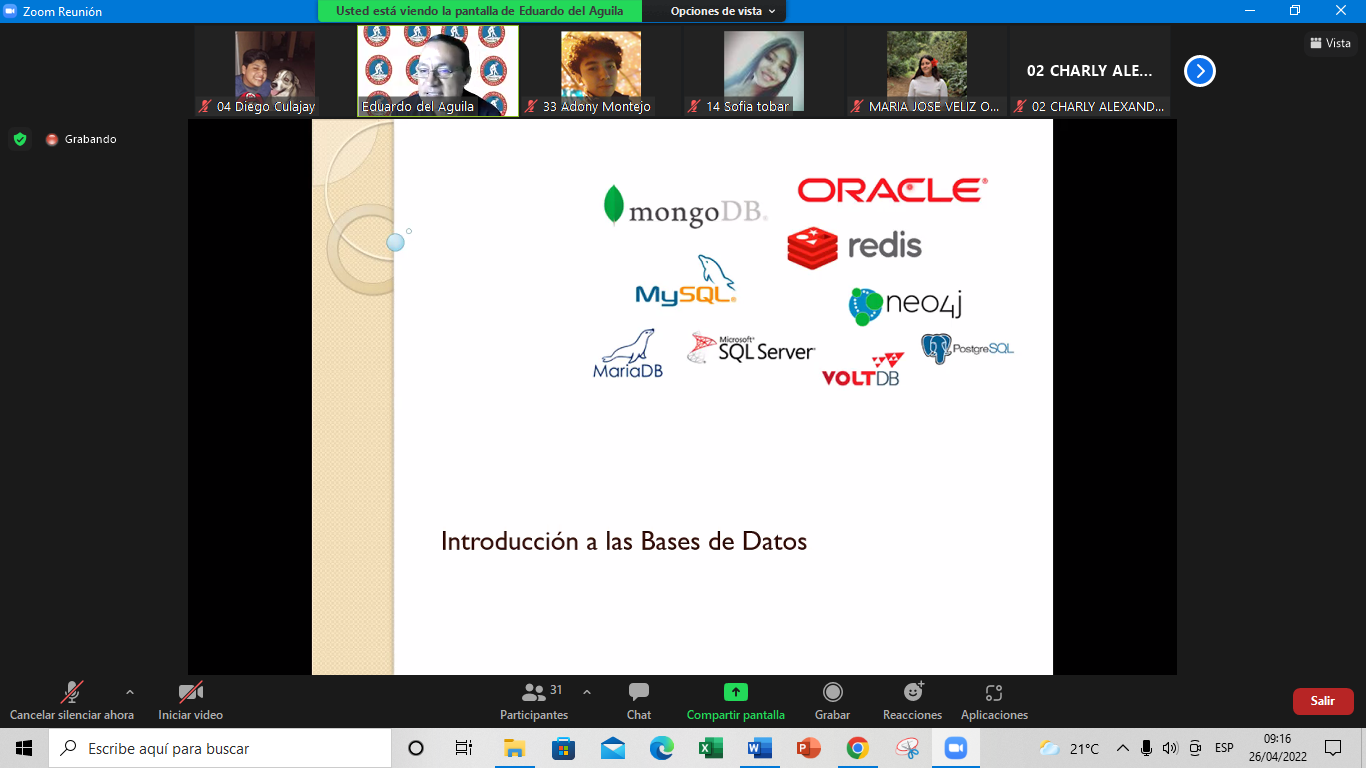 Zoom Reunión
Usted está viendo la pantalla de Eduardo del Aguila
Opciones de vista
04 Diego Culajay
Eduardo del Aguila
33 Adony Montejo
14 Sofia tobar
MARIA JOSE VELIZ O...
02 CHARLY ALE...
02 CHARLY ALEXAND...
Vista
Grabando
mongoDB
ORACLE
redis
MySQL
neo4j
MariaDB
Microsoft
SQL Server
VOLTDB
PostgreSQL
Introducción a las Bases de Datos
Cancelar silenciar ahora
Iniciar video
31
Participantes
Chat
Compartir pantalla
Grabar
Reacciones
Aplicaciones
Salir
Escribe aquí para buscar
21°C
ESP
09:16
26/04/2022